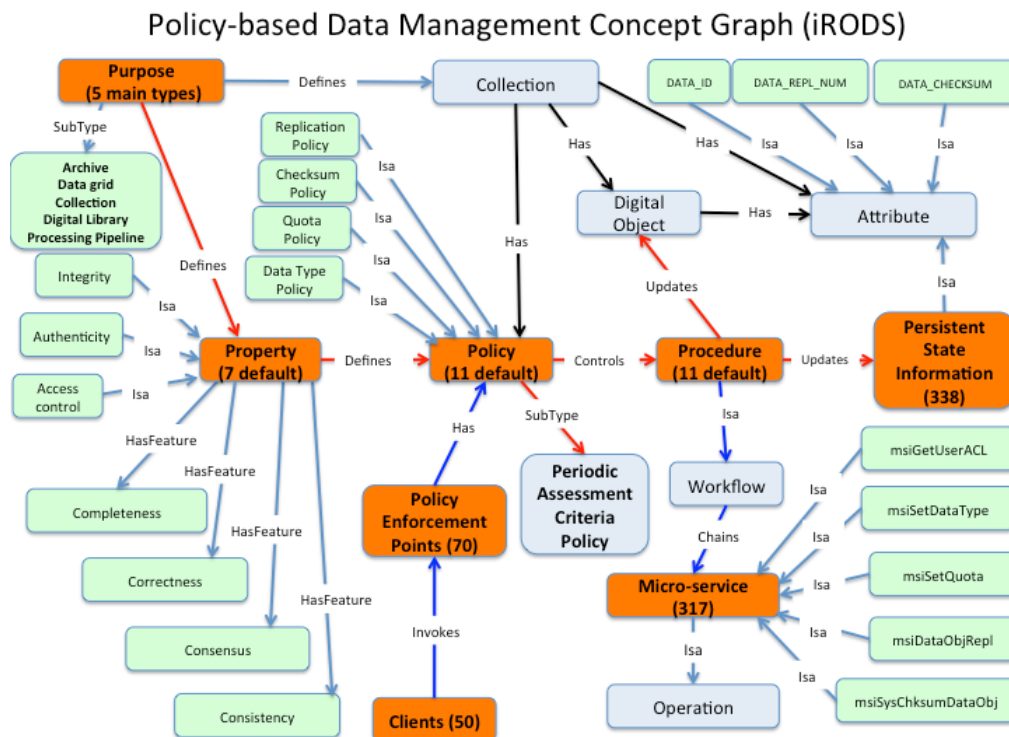 Policy-based Data Management Concept Graph (iRODS)
Purpose
(5 main types)
Defines
Collection
DATA_ID
DATA_REPL_NUM
DATA_CHECKSUM
SubType
Replication
Policy
Isa
Isa
Isa
Isa
Has
Has
Archive
Data grid
Collection
Digital Library
Processing Pipeline
Checksum
Policy
Isa
Digital
Object
Has
Attribute
Quota
Policy
Isa
Has
Defines
Integrity
Data Type
Policy
Isa
Isa
Updates
Isa
Authenticity
Isa
Property
(7 default)
Defines
Policy
(11 default)
Controls
Procedure
(11 default)
Updates
Persistent
State
Information
(338)
Access
control
Isa
Has
SubType
Isa
HasFeature
HasFeature
msiGetUserACL
Completeness
Policy
Enforcement
Points (70)
Periodic
Assessment
Criteria
Policy
Workflow
Isa
msiSetDataType
HasFeature
Chains
Isa
Correctness
Micro-service
(317)
Isa
msiSetQuota
HasFeature
Invokes
Isa
msiDataObjRepl
Consensus
Isa
Isa
Consistency
Clients (50)
Operation
msiSysChksumDataObj